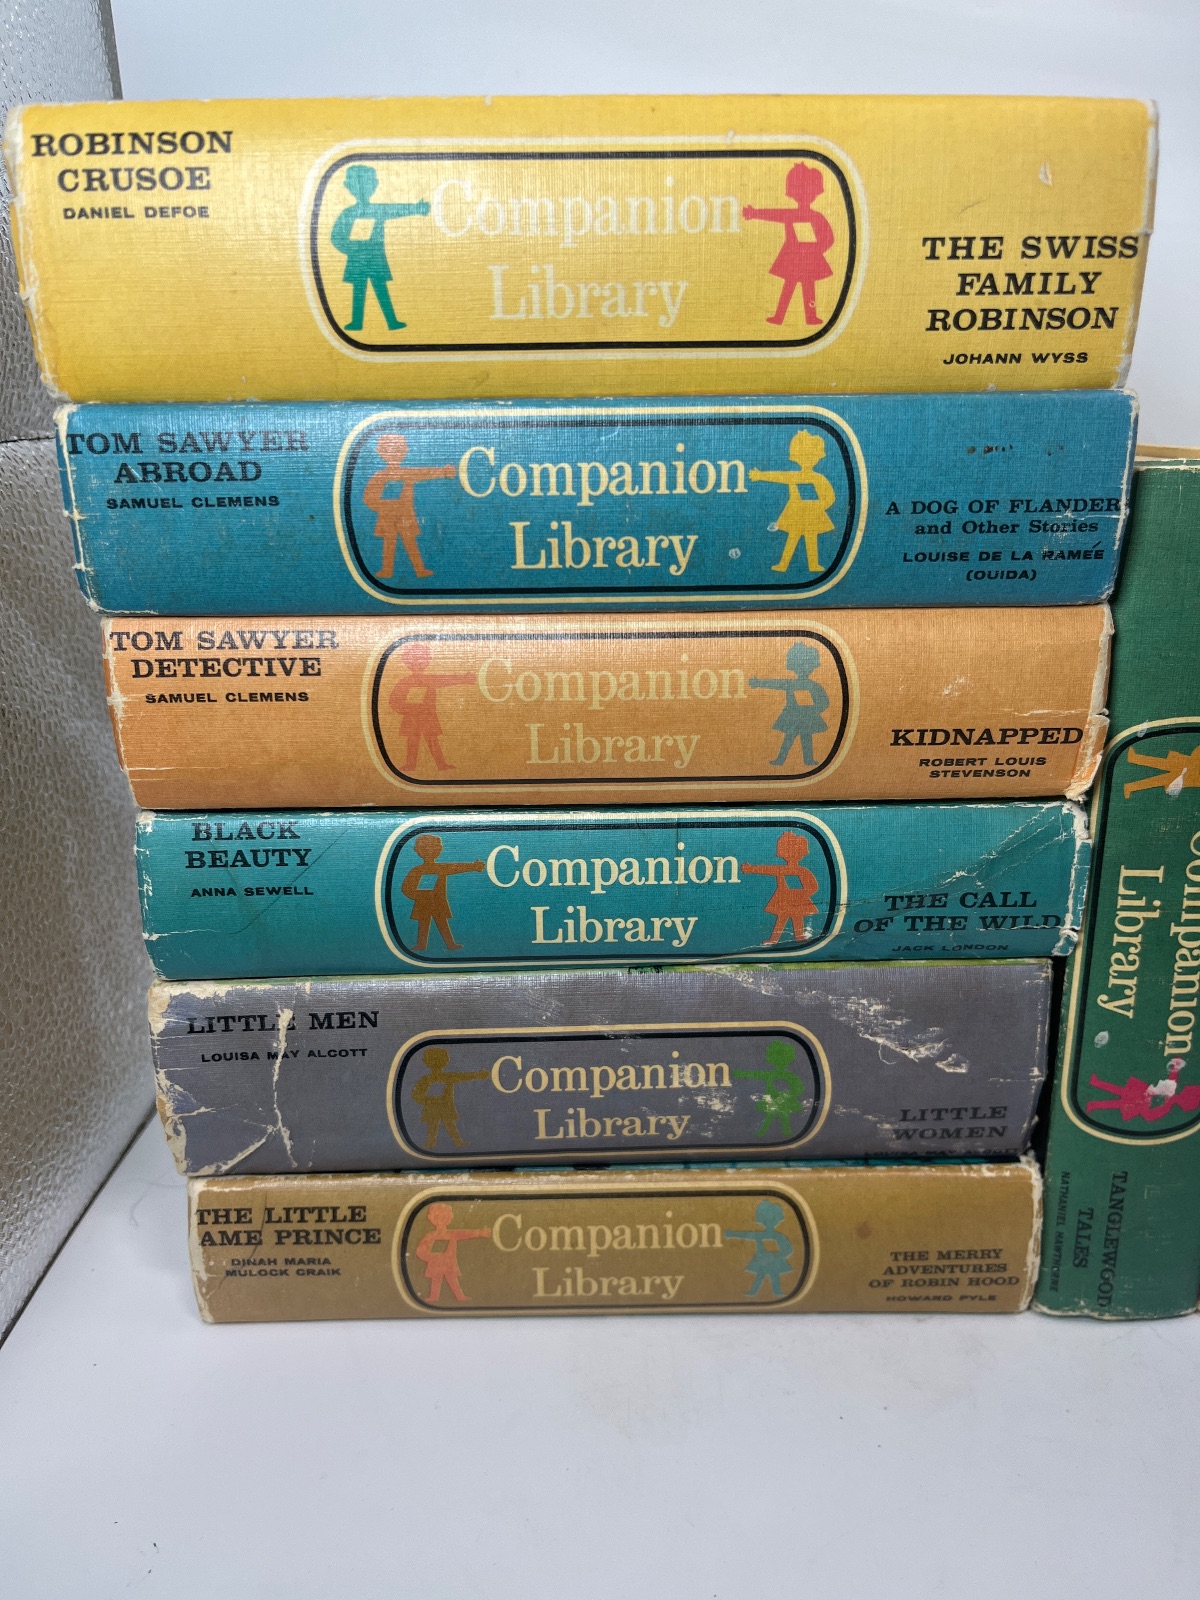 ROBINSON
CRUSOE
DANIEL DEFOE
Companion
Library
THE SWISS
FAMILY
ROBINSON
JOHANN WYSS
TOM SAWYER
ABROAD
SAMUEL CLEMENS
Companion
Library
A DOG OF FLANDER
and Other Stories
LOUISE DE LA RAMÉE
(OUIDA)
TOM SAWYER
DETECTIVE
SAMUEL CLEMENS
Companion
Library
KIDNAPPED
ROBERT LOUIS
STEVENSON
BLACK
BEAUTY
ANNA SEWELL
Companion
Library
THE CALL
OF THE WILD
JACK LONDON
LITTLE MEN
LOUISA MAY ALCOTT
Companion
Library
LITTLE
WOMEN
THE LITTLE
AME PRINCE
DINAH MARIA
MULOCK CRAIK
Companion
Library
THE MERRY
ADVENTURES
OF ROBIN HOOD
HOWARD PYLE
Companion
Library
TANGLEWOOD
TALES
NATHANIEL HAWTHORNE